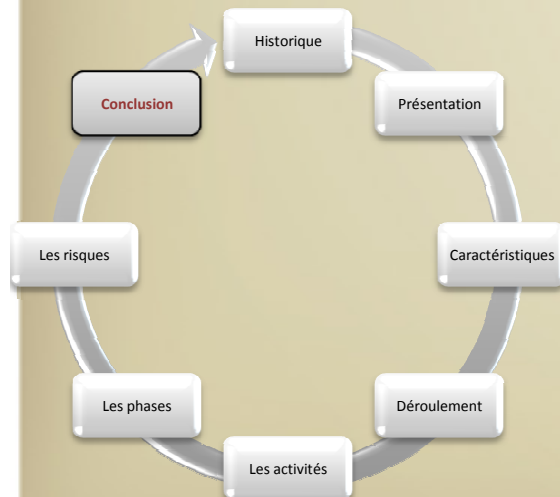 Historique
Présentation
Caractéristiques
Déroulement
Les activités
Les phases
Les risques
Conclusion